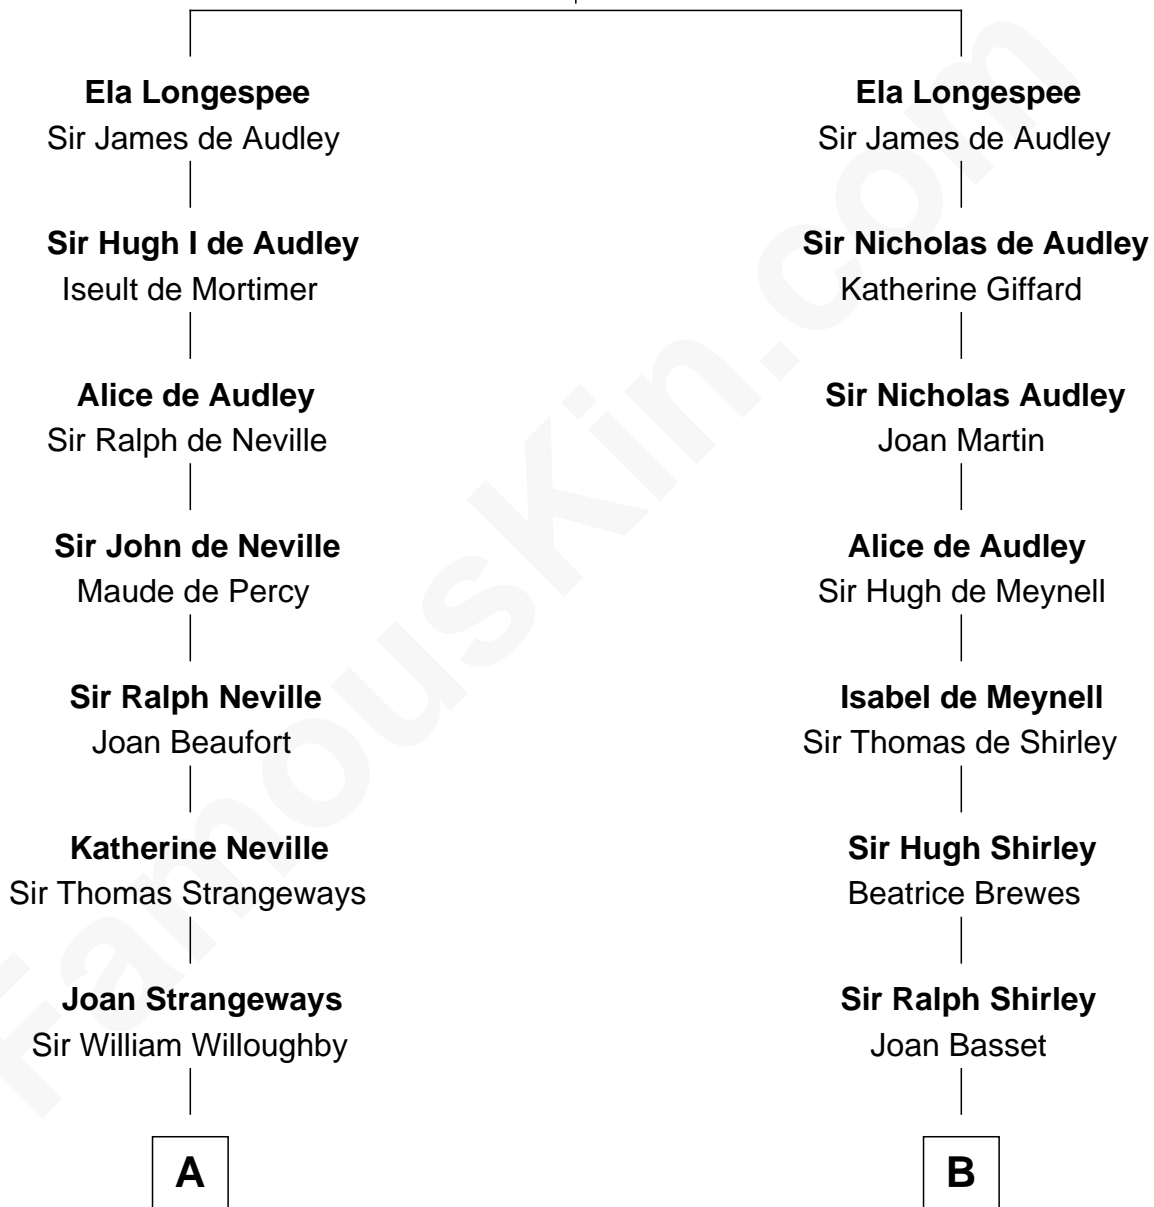 Ela Longespee
Sir James de Audley
Sir Hugh I de Audley
Iseult de Mortimer
Alice de Audley
Sir Ralph de Neville
Sir John de Neville
Maude de Percy
Sir Ralph Neville
Joan Beaufort
Katherine Neville
Sir Thomas Strangeways
Joan Strangeways
Sir William Willoughby
A
Ela Longespee
Sir James de Audley
Sir Nicholas de Audley
Katherine Giffard
Sir Nicholas Audley
Joan Martin
Alice de Audley
Sir Hugh de Meynell
Isabel de Meynell
Sir Thomas de Shirley
Sir Hugh Shirley
Beatrice Brewes
Sir Ralph Shirley
Joan Basset
B
FamousKin.com